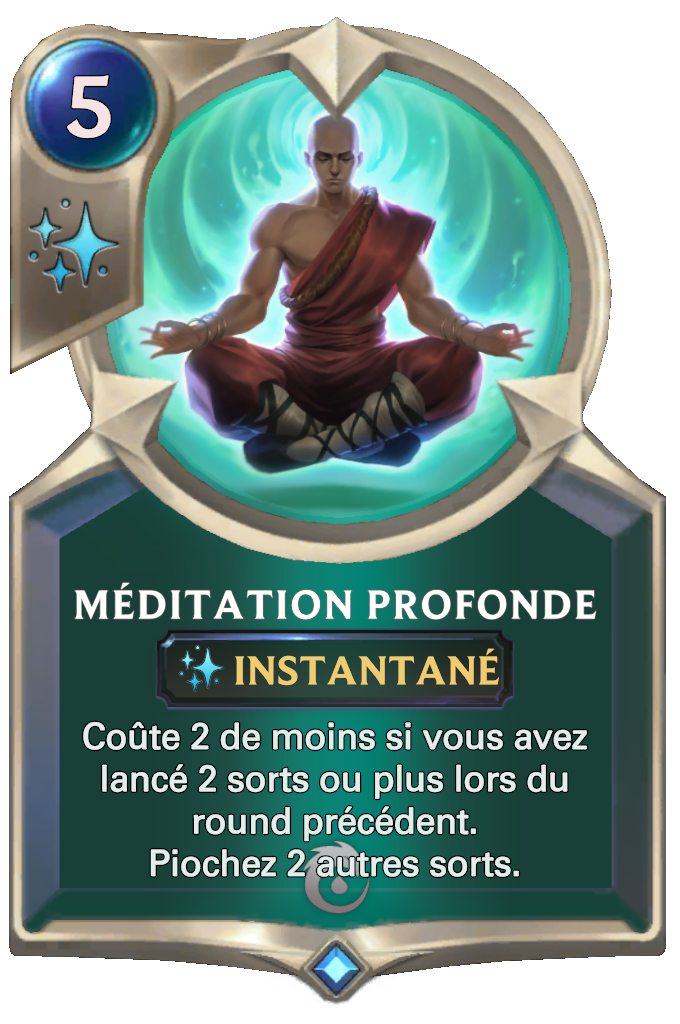 5
MÉDITATION PROFONDE
INSTANTANÉ
Coûte 2 de moins si vous avez
lancé 2 sorts ou plus lors du
round précédent.
Piochez 2 autres sorts.